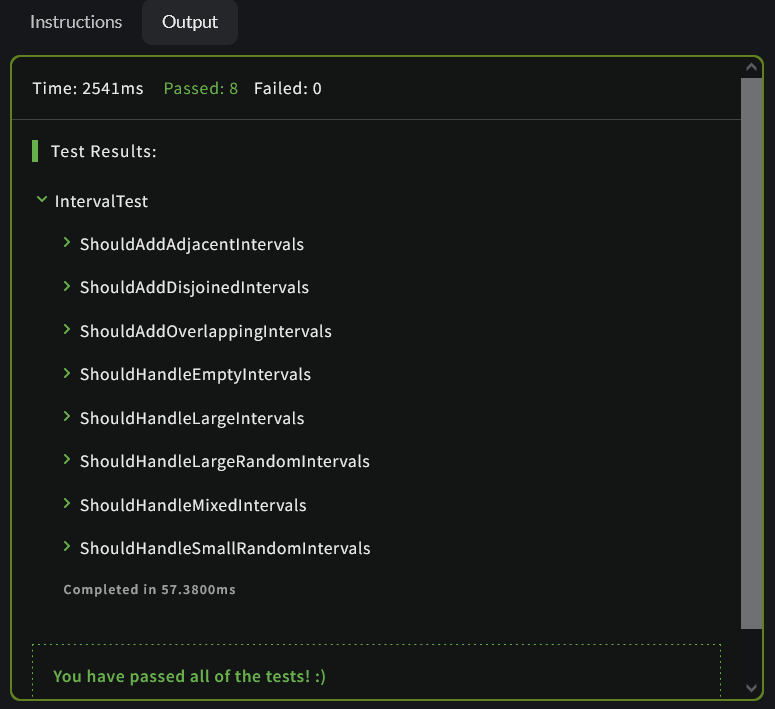 Instructions Output
Time: 2541ms Passed: 8 Failed: 0
Test Results:
IntervalTest
ShouldAddAdjacentIntervals
ShouldAddDisjoinedIntervals
ShouldAddOverlappingIntervals
ShouldHandleEmptyIntervals
ShouldHandleLargeIntervals
ShouldHandleLargeRandomIntervals
ShouldHandleMixedIntervals
ShouldHandleSmallRandomIntervals
Completed in 57.3800ms
You have passed all of the tests! :)